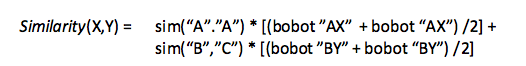 Similarity(X,Y) = sim(“A”.”A”) * [(bobot ”AX” + bobot “AX”) /2] +
sim(“B”,”C”) * [(bobot ”BY” + bobot “BY”) /2]